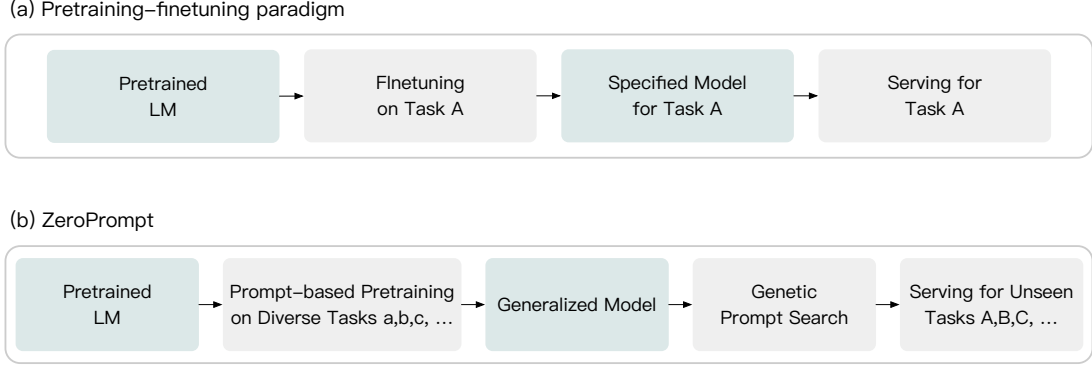 (a) Pretraining–finetuning paradigm
Pretrained
LM
FInetuning
on Task A
Specified Model
for Task A
Serving for
Task A
(b) ZeroPrompt
Pretrained
LM
Prompt–based Pretraining
on Diverse Tasks a,b,c, …
Generalized Model
Genetic
Prompt Search
Serving for Unseen
Tasks A,B,C, …